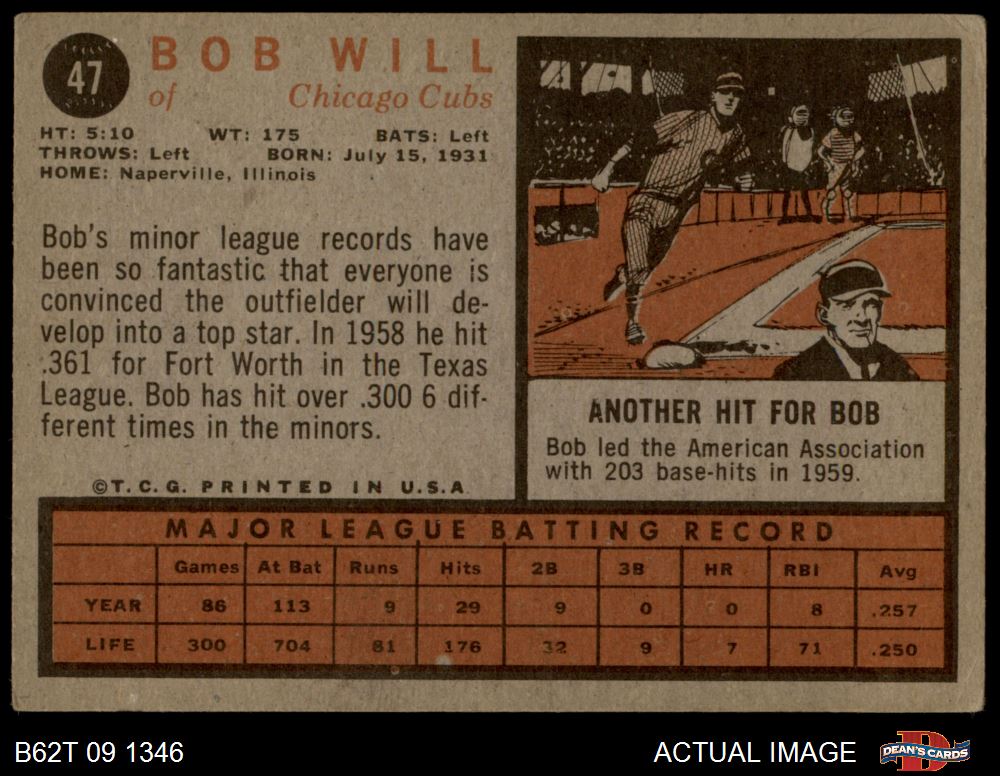 47
BOB WILL
of Chicago Cubs
HT: 5:10 WT: 175 BATS: Left
THROWS: Left BORN: July 15, 1931
HOME: Naperville, Illinois
Bob's minor league records have
been so fantastic that everyone is
convinced the outfielder will de-
velop into a top star. In 1958 he hit
.361 for Fort Worth in the Texas
League. Bob has hit over .300 6 dif-
ferent times in the minors.
©T.C.G. PRINTED IN U.S.A.
ANOTHER HIT FOR BOB
Bob led the American Association
with 203 base-hits in 1959.
MAJOR LEAGUE BATTING RECORD
Games At Bat Runs Hits 2B 3B HR RBI Avg
YEAR 86 113 9 29 9 0 0 8 .257
LIFE 300 704 81 176 32 9 7 71 .250
B62T 09 1346
ACTUAL IMAGE
D
DEAN'S CARDS